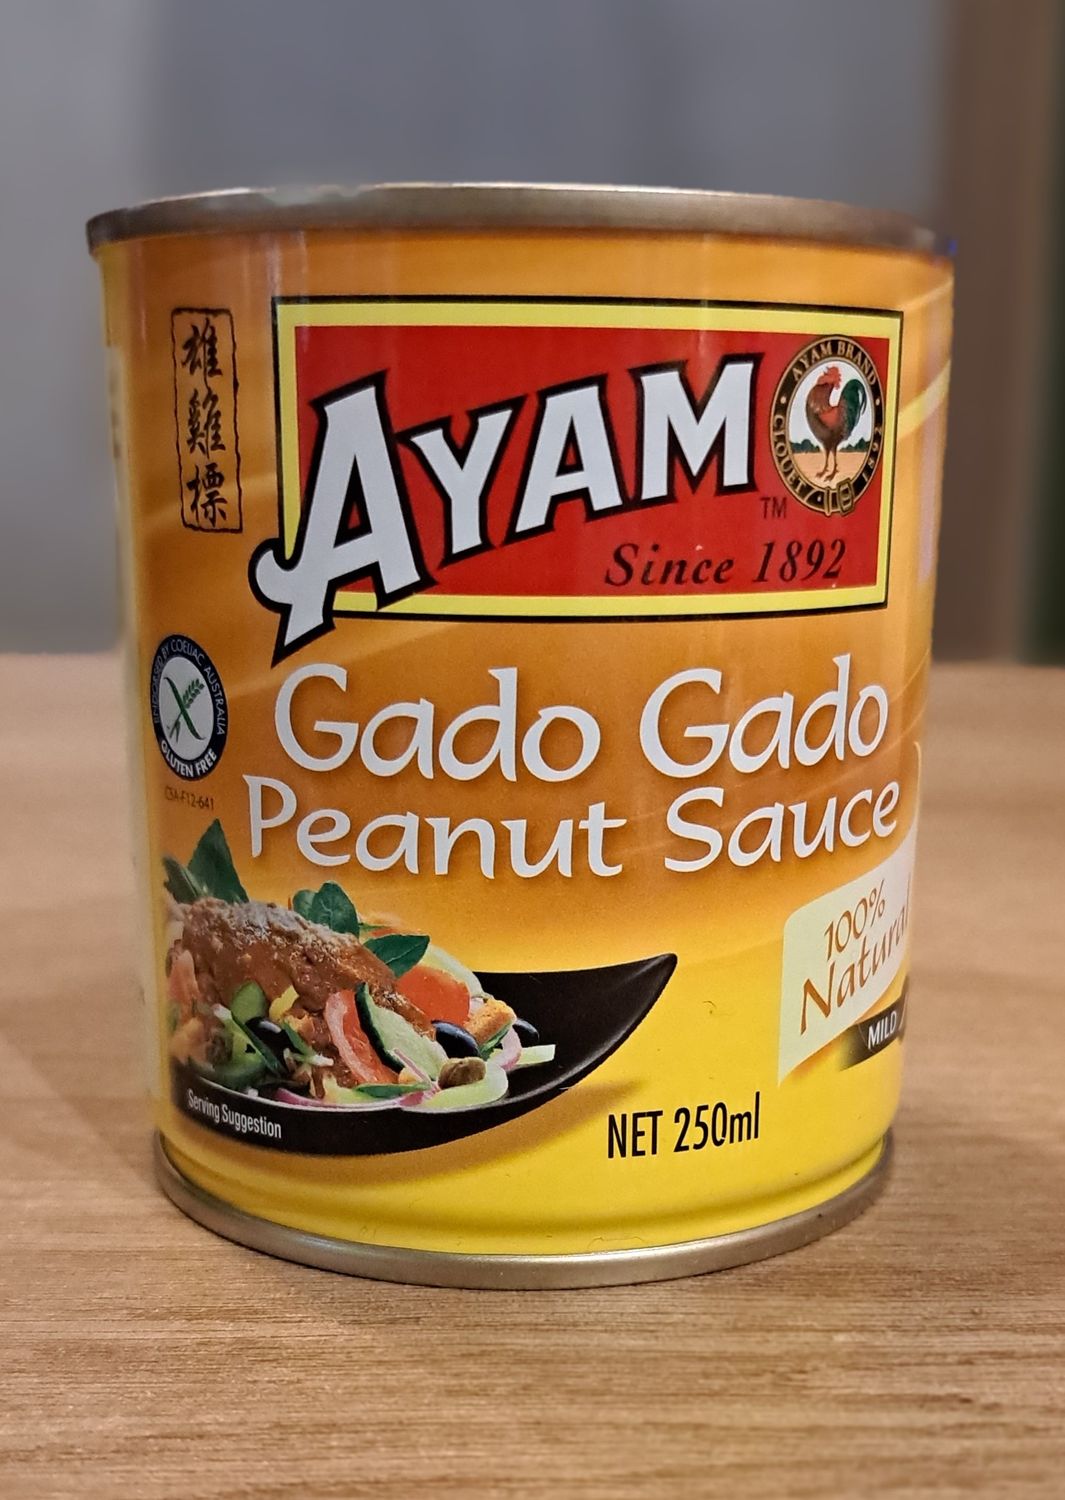 雄雞標
AYAM
TM
AYAM BRAND
CLOUET
1892
Since 1892
ENDORSED BY COELIAC AUSTRALIA
GLUTEN FREE
CSA-F12-641
Gado Gado
Peanut Sauce
100%
Natural
MILD
Serving Suggestion
NET 250ml